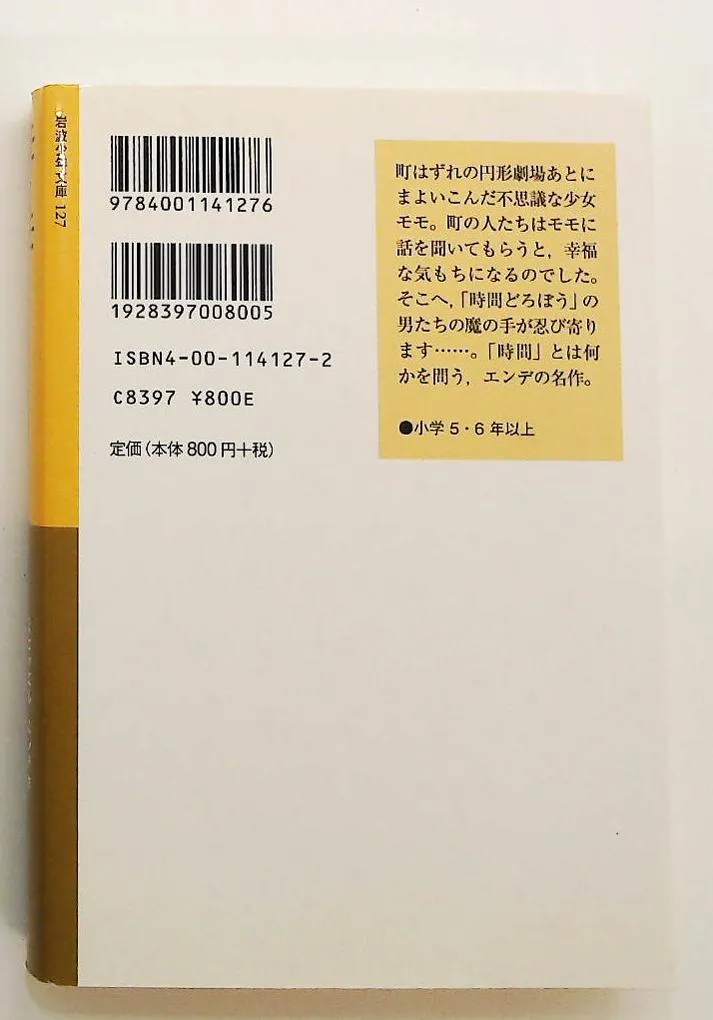 岩波少年文庫 127
9784001141276
1928397008005
ISBN4-00-114127-2
C8397 ¥800E
定価(本体800円+税)
町はずれの円形劇場あとに
まよいこんだ不思議な少女
モモ。町の人たちはモモに
話を聞いてもらうと，幸福
な気もちになるのでした。
そこへ，「時間どろぼう」の
男たちの魔の手が忍び寄り
ます……。「時間」とは何
かを問う，エンデの名作。
●小学5・6年以上